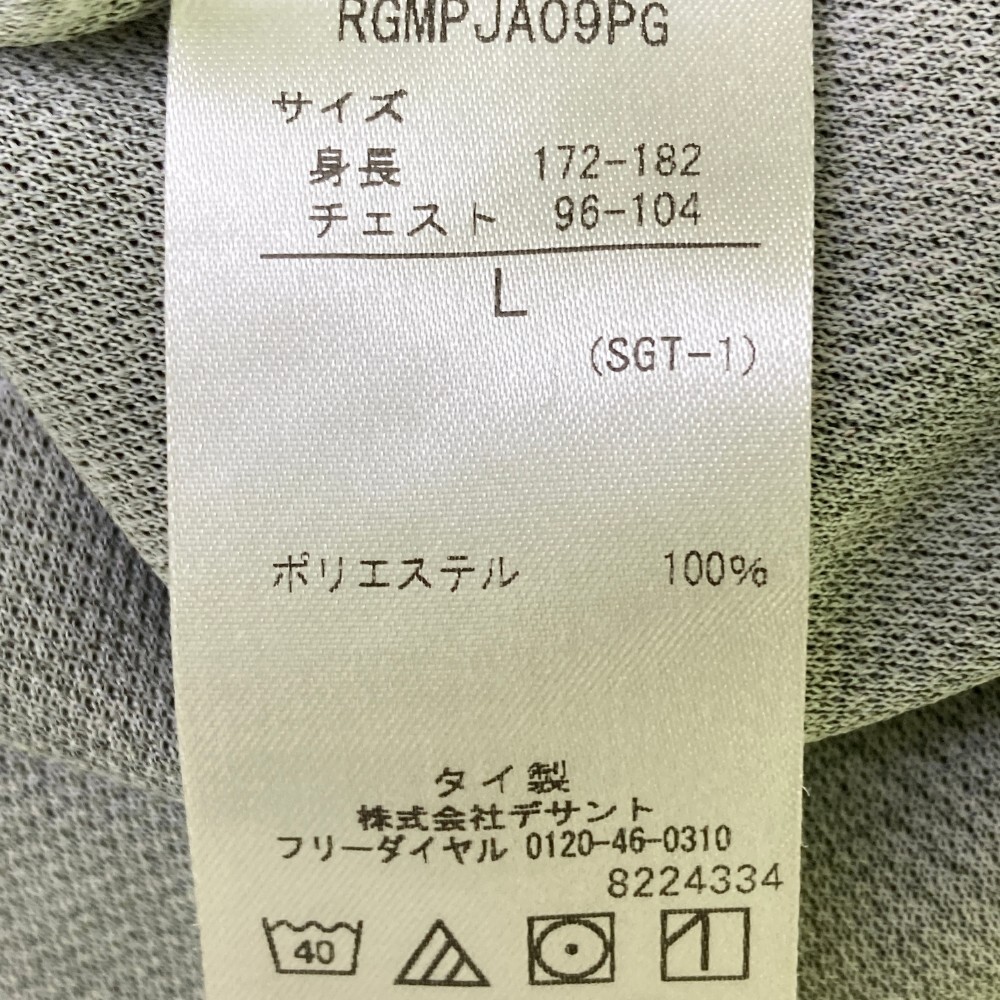 RGMPJA09PG
サイズ
身長 172-182
チェスト 96-104
L
(SGT-1)
ポリエステル 100%
タイ製
株式会社デサント
フリーダイヤル 0120-46-0310
8224334
40